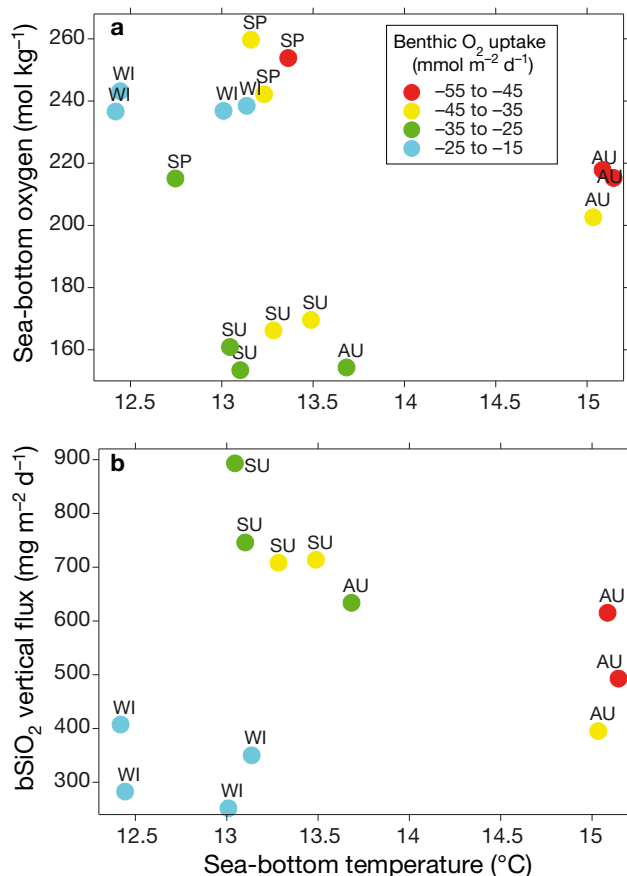 a
Benthic O₂ uptake
(mmol m⁻² d⁻¹)
–55 to –45
–45 to –35
–35 to –25
–25 to –15
Sea-bottom oxygen (mol kg⁻¹)
260
240
220
200
180
160
SP
SP
SP
WI
WI
WI
WI
SP
AU
AU
AU
SU
SU
SU
SU
AU
12.5
13
13.5
14
14.5
15
b
bSiO₂ vertical flux (mg m⁻² d⁻¹)
900
800
700
600
500
400
300
SU
SU
SU
SU
AU
AU
AU
AU
WI
WI
WI
WI
12.5
13
13.5
14
14.5
15
Sea-bottom temperature (°C)